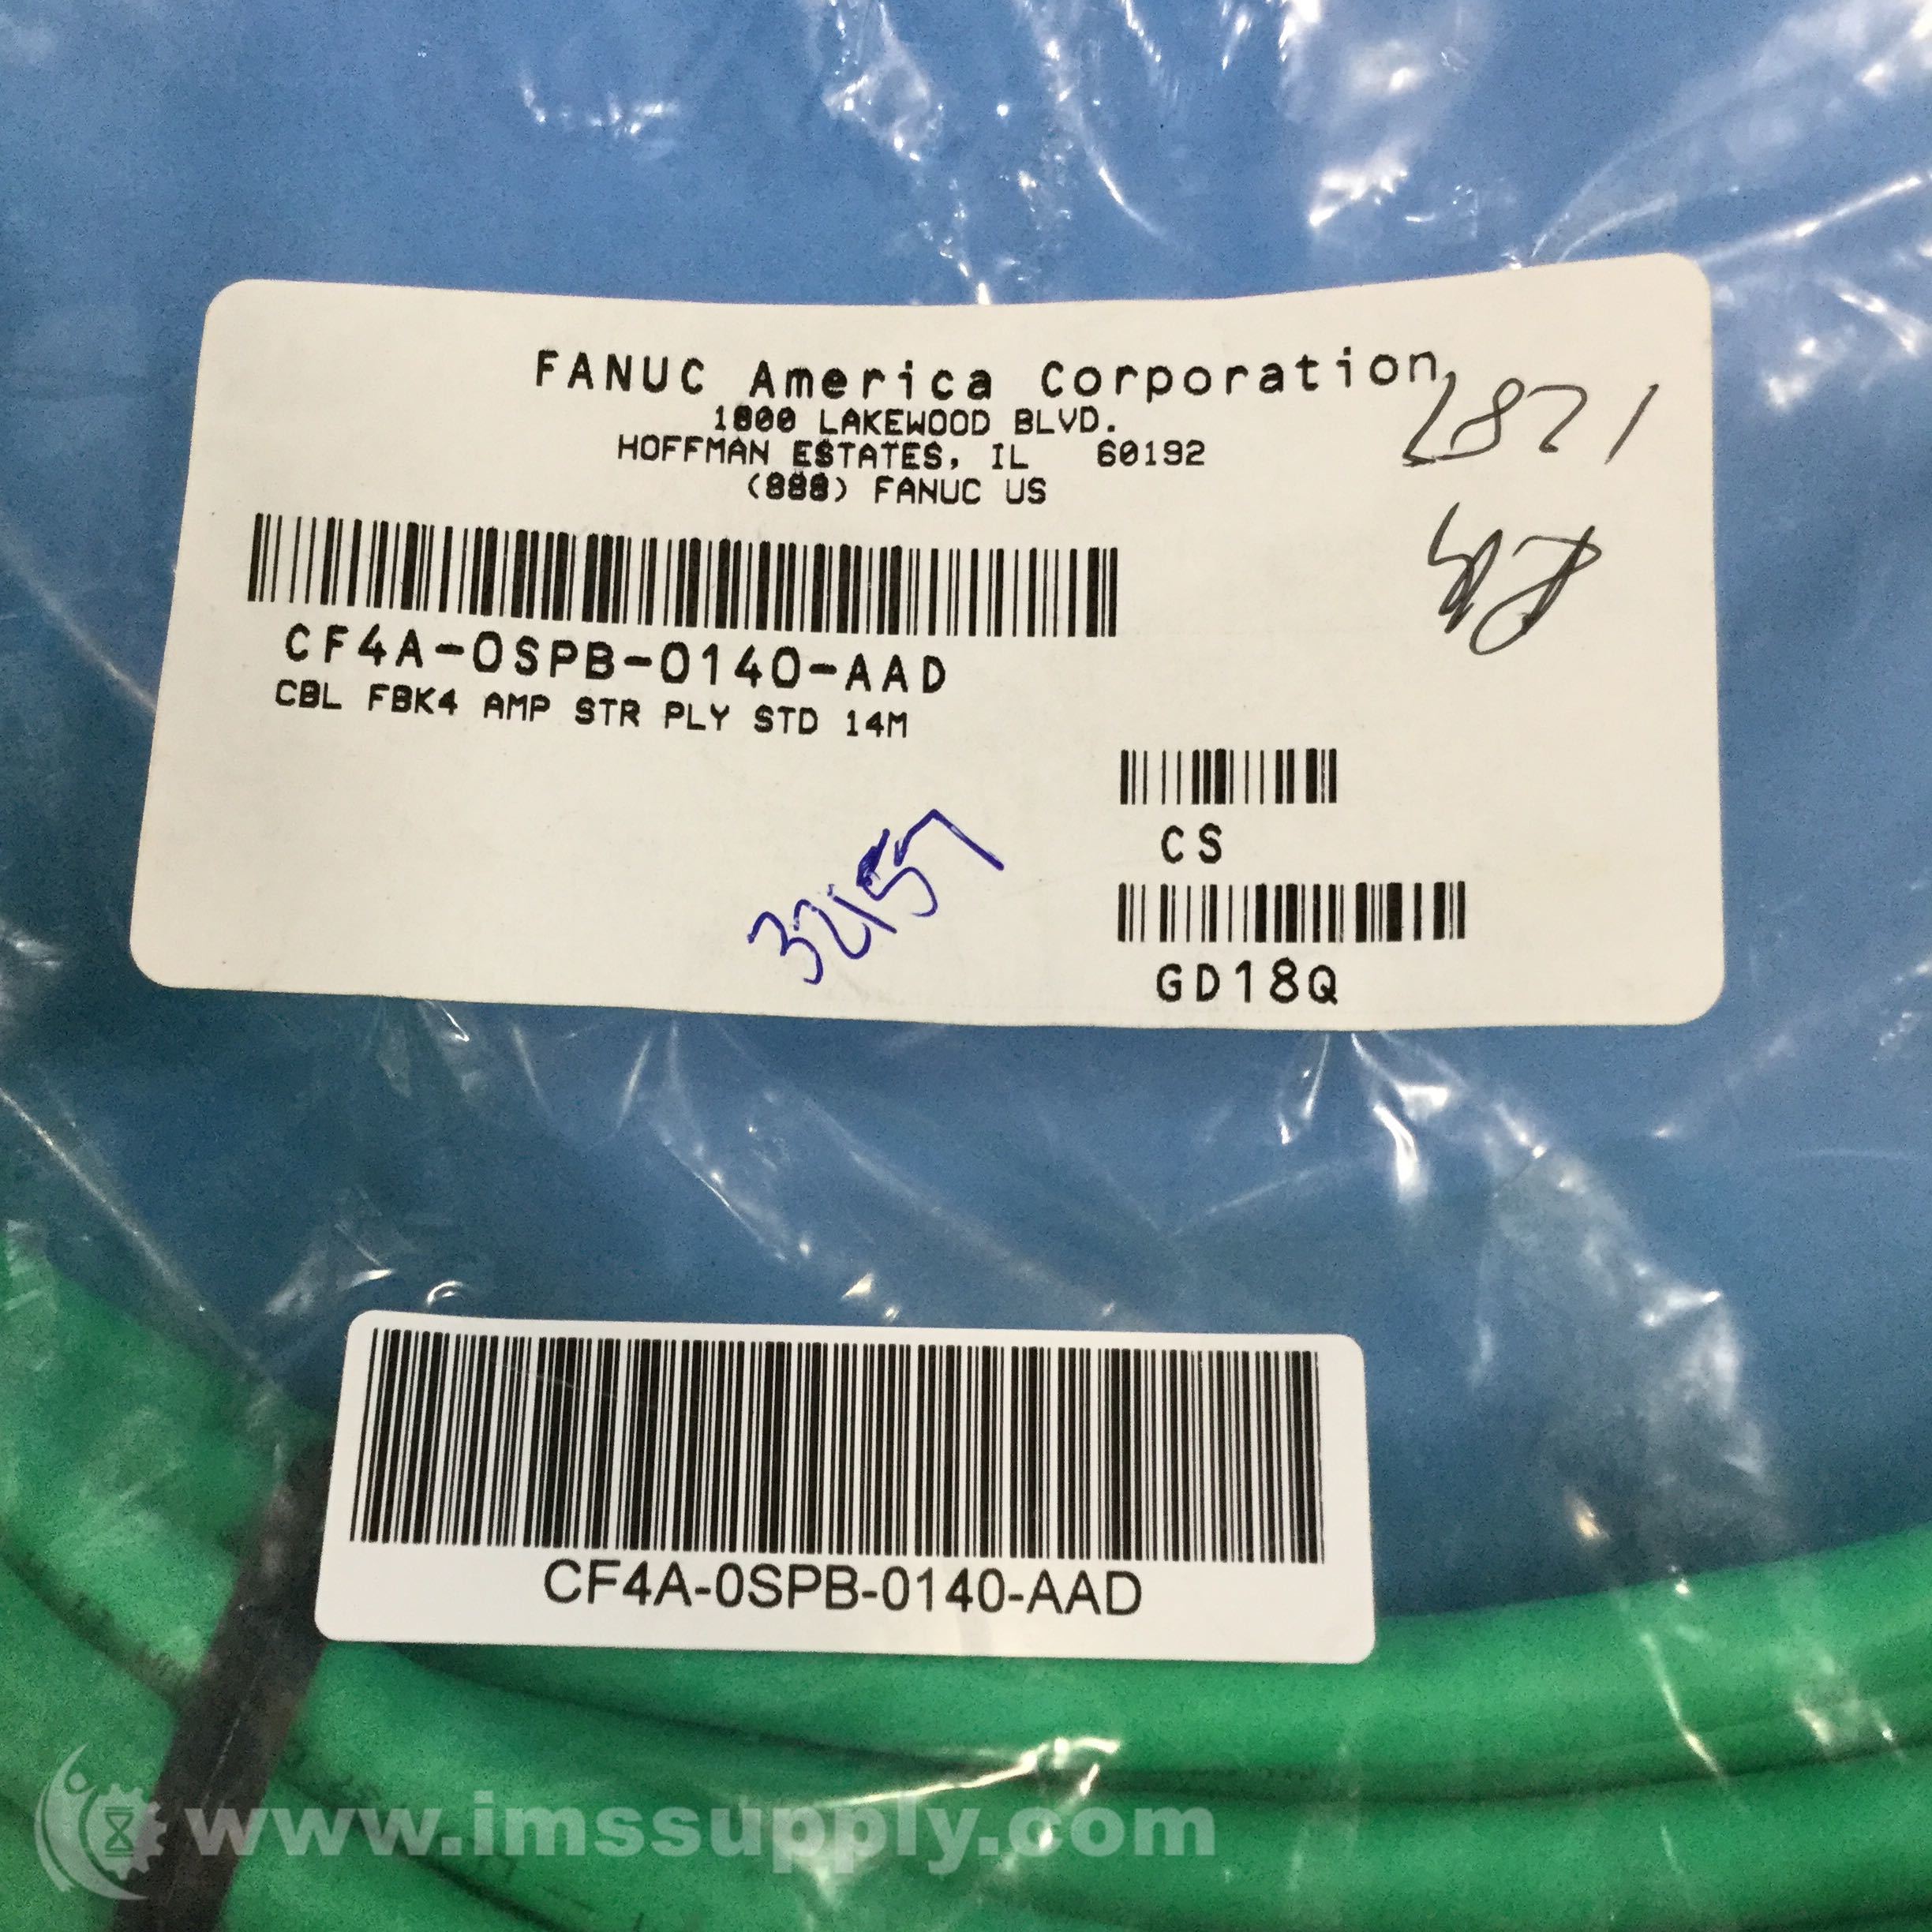 FANUC America Corporation
1800 LAKEWOOD BLVD.
HOFFMAN ESTATES, IL 60192
(888) FANUC US
CF4A-0SPB-0140-AAD
CBL FBK4 AMP STR PLY STD 14M
CS
GD18Q
32157
CF4A-0SPB-0140-AAD
www.imssupply.com